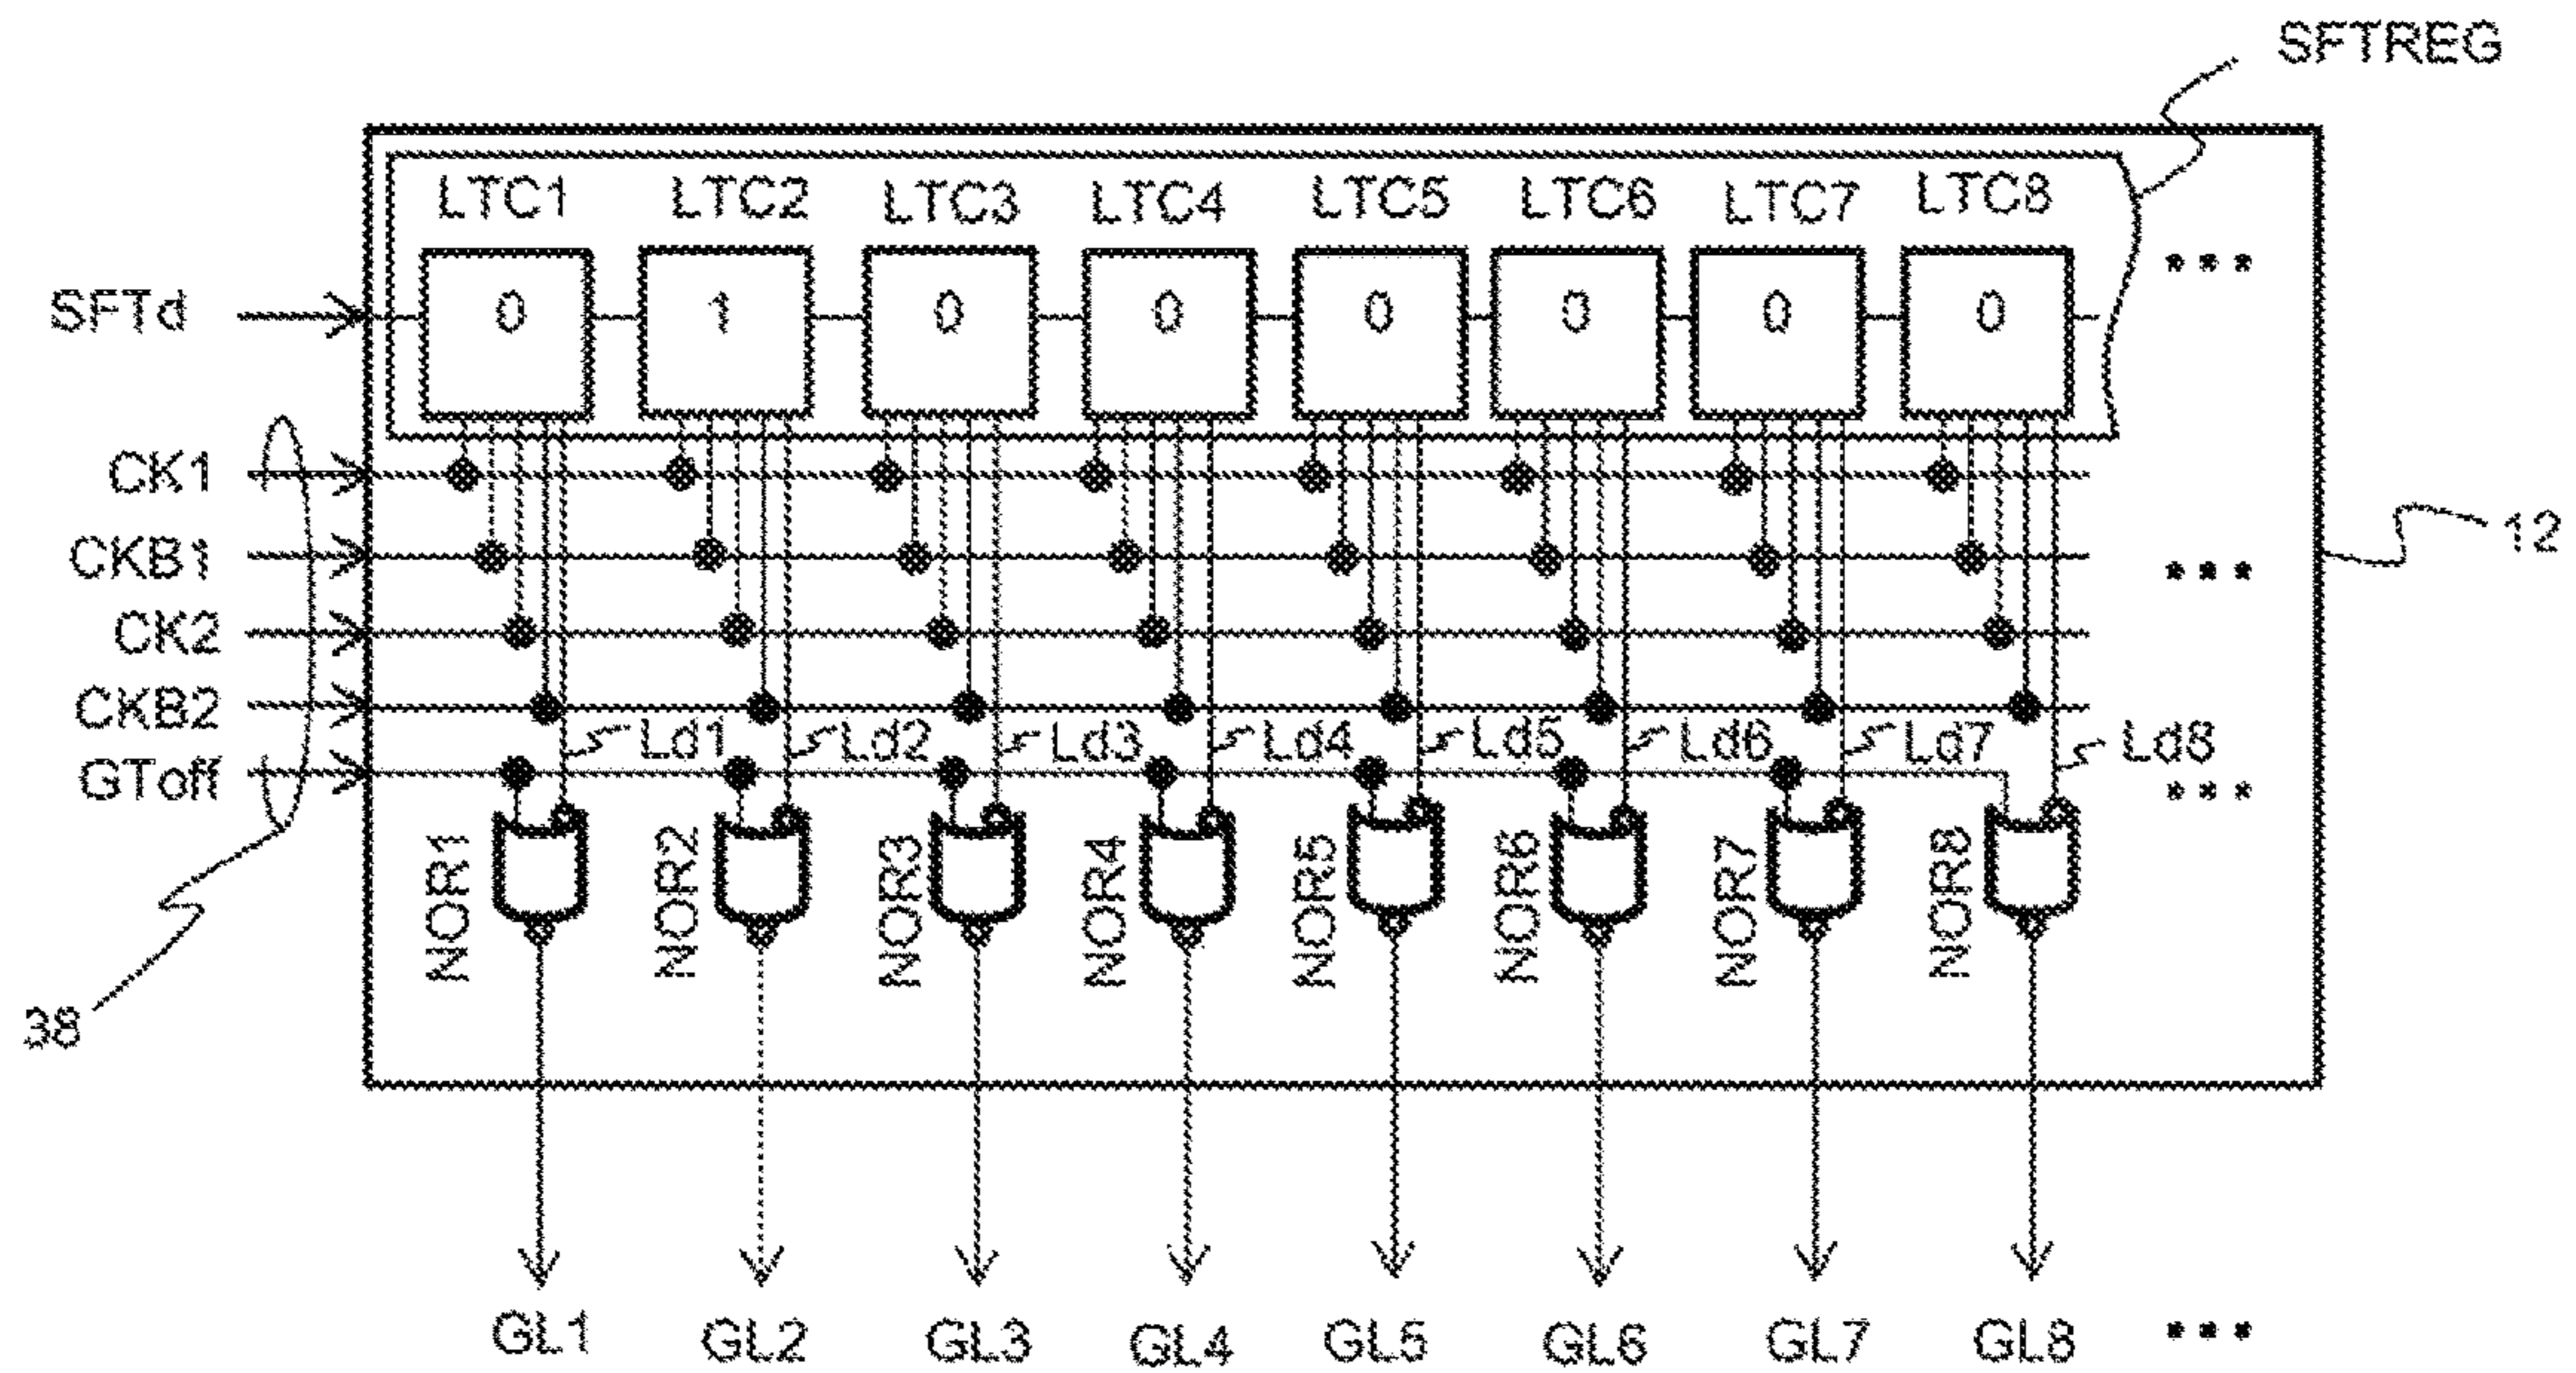 SFTREG
LTC1 LTC2 LTC3 LTC4 LTC5 LTC6 LTC7 LTC8
SFTd 0 1 0 0 0 0 0 0
CK1
CKB1
12
CK2
CKB2
Ld1 Ld2 Ld3 Ld4 Ld5 Ld6 Ld7 Ld8
GToff
NOR1 NOR2 NOR3 NOR4 NOR5 NOR6 NOR7 NOR8
38
GL1 GL2 GL3 GL4 GL5 GL6 GL7 GL8